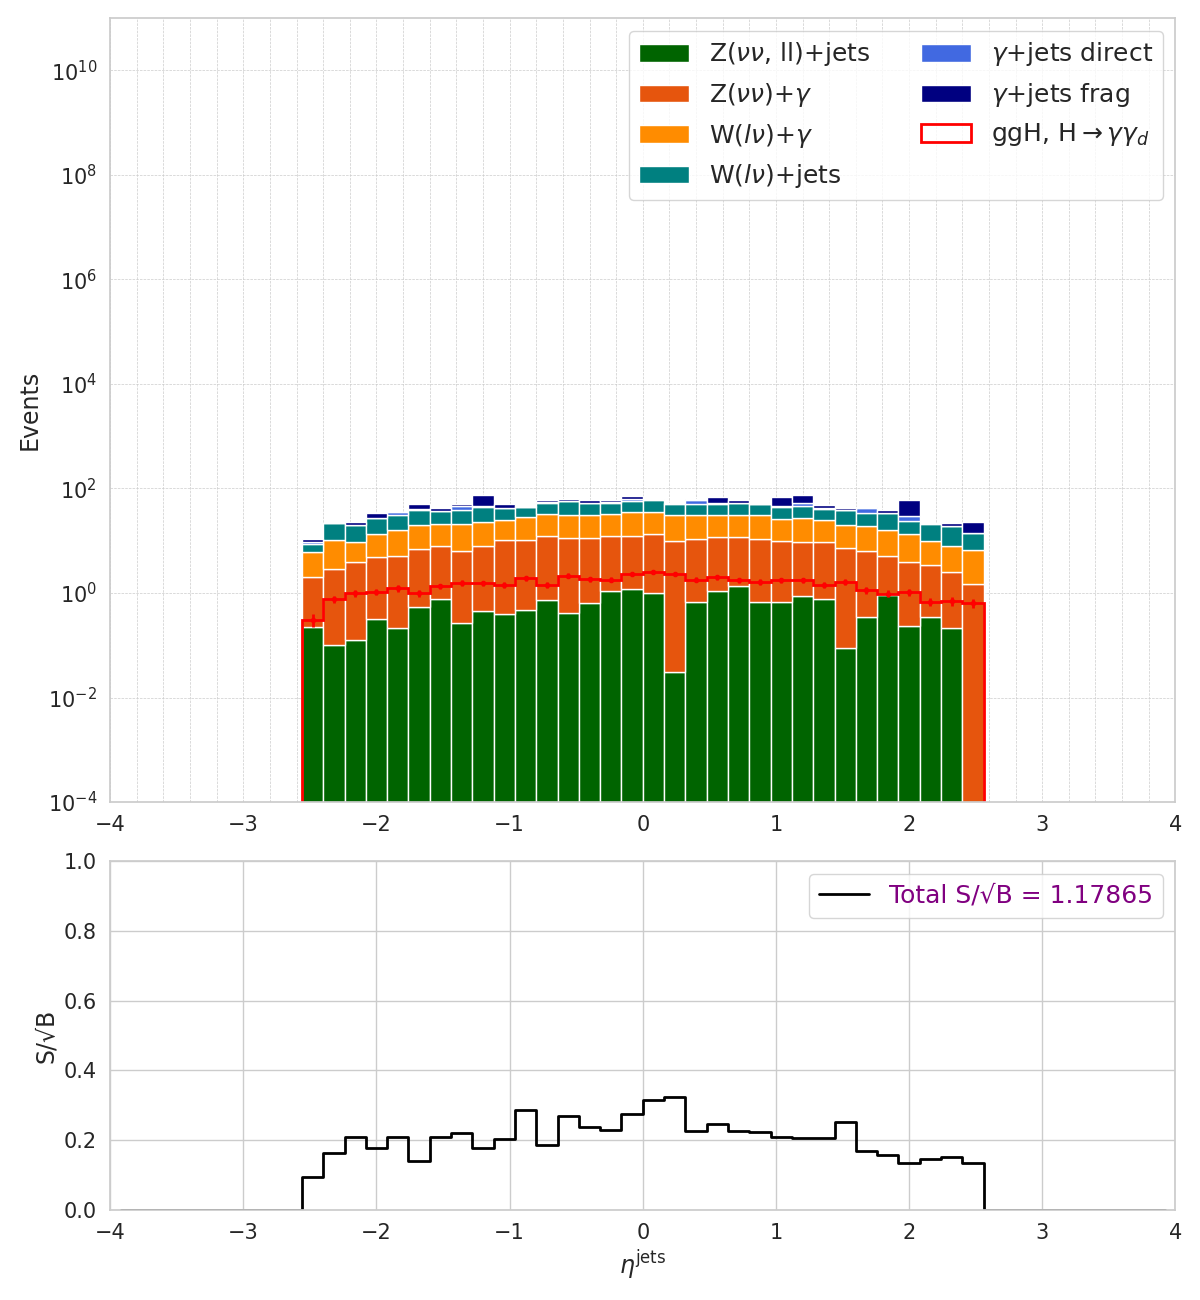 Z(νν, ll)+jets
Z(νν)+γ
W(lν)+γ
W(lν)+jets
γ+jets direct
γ+jets frag
ggH, H→γγ_d
Events
10^10
10^8
10^6
10^4
10^2
10^0
10^−2
10^−4
−4 −3 −2 −1 0 1 2 3 4
Total S/√B = 1.17865
S/√B
1.0
0.8
0.6
0.4
0.2
0.0
−4 −3 −2 −1 0 1 2 3 4
η^jets